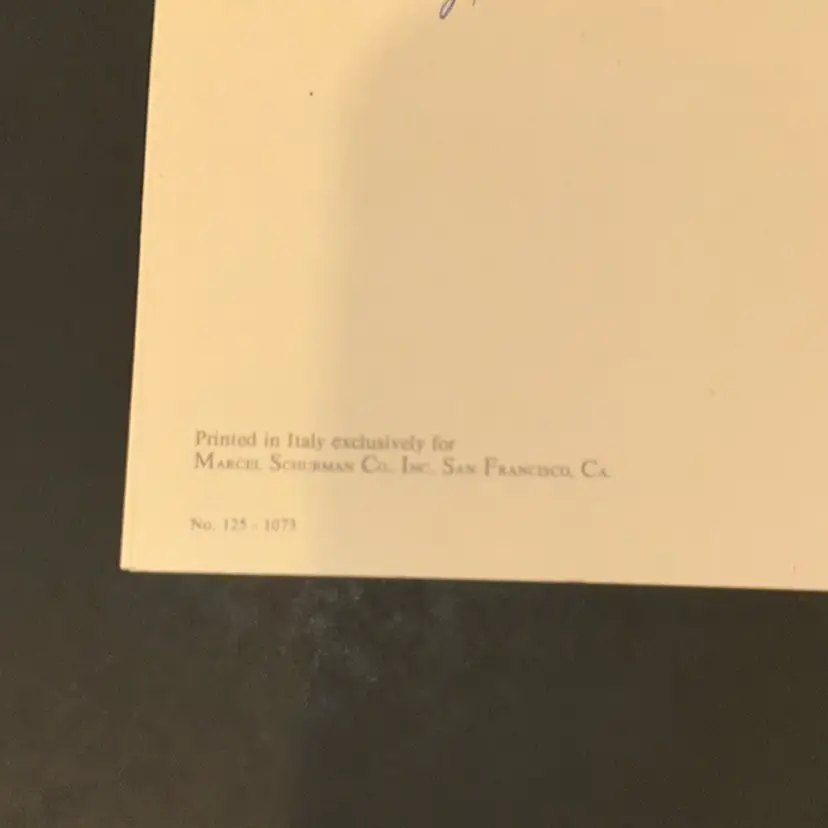 Printed in Italy exclusively for
MARCEL SCHURMAN CO. INC. SAN FRANCISCO, CA
No. 125 - 1073